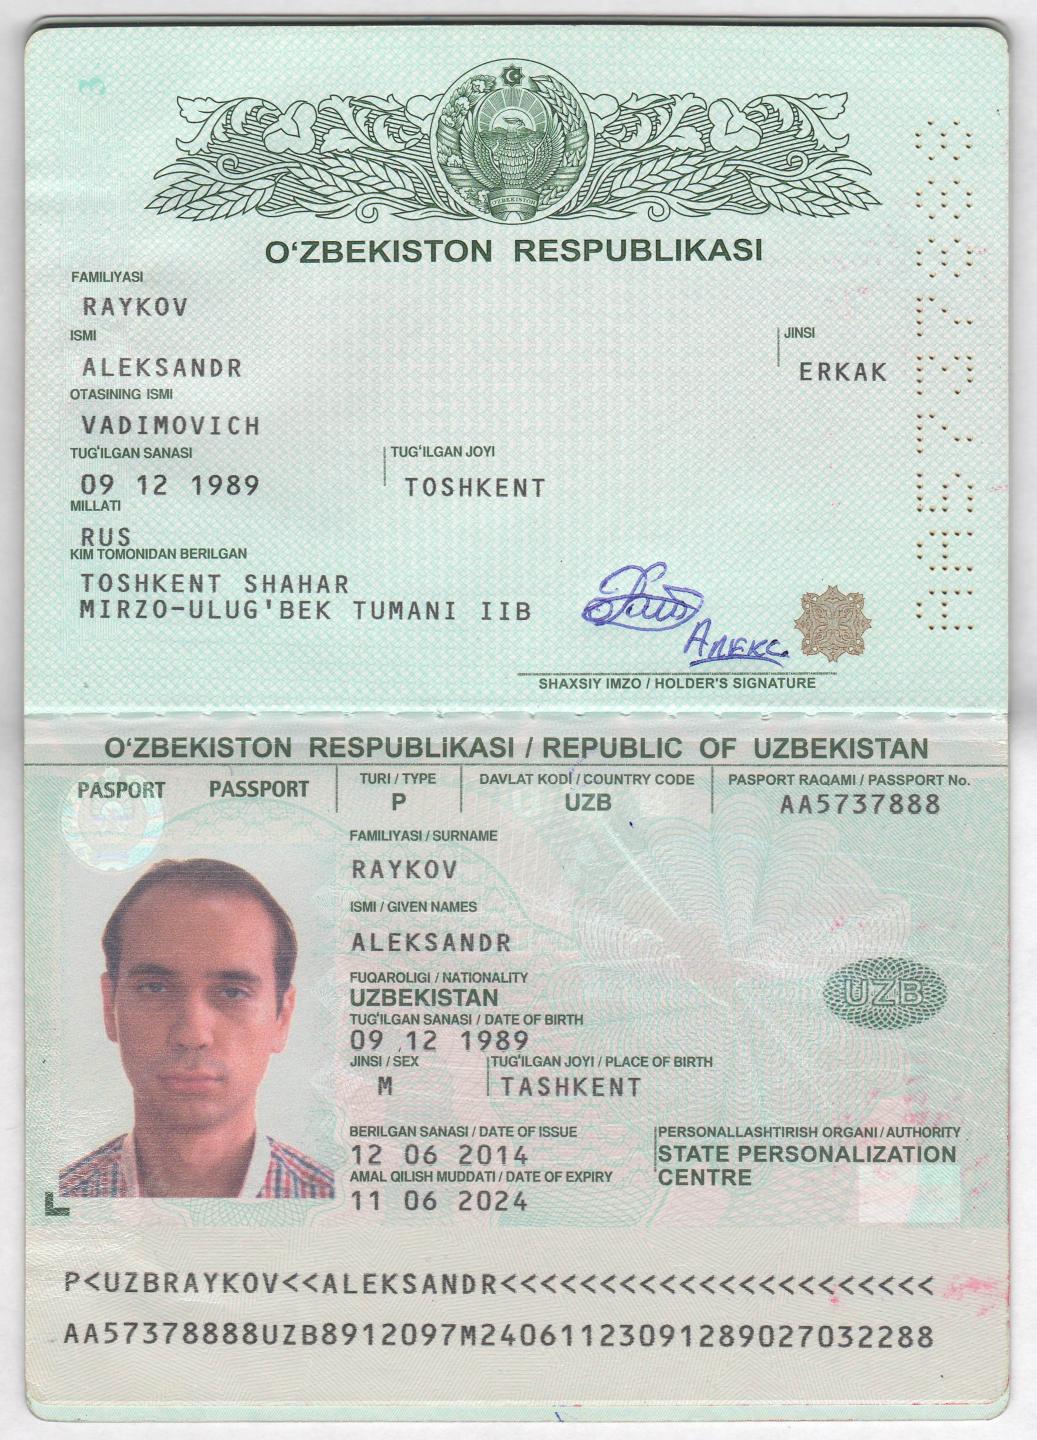 O‘ZBEKISTON RESPUBLIKASI
FAMILIYASI
RAYKOV
ISMI
JINSI
ALEKSANDR
ERKAK
OTASINING ISMI
VADIMOVICH
TUG‘ILGAN SANASI
TUG‘ILGAN JOYI
09 12 1989
TOSHKENT
MILLATI
RUS
KIM TOMONIDAN BERILGAN
TOSHKENT SHAHAR
MIRZO-ULUG'BEK TUMANI IIB
Алекс.
SHAXSIY IMZO / HOLDER'S SIGNATURE
AA5737888
O‘ZBEKISTON RESPUBLIKASI / REPUBLIC OF UZBEKISTAN
PASPORT PASSPORT
TURI / TYPE
DAVLAT KODI / COUNTRY CODE
PASPORT RAQAMI / PASSPORT No.
P
UZB
AA5737888
FAMILIYASI / SURNAME
RAYKOV
ISMI / GIVEN NAMES
ALEKSANDR
FUQAROLIGI / NATIONALITY
UZBEKISTAN
UZB
TUG‘ILGAN SANASI / DATE OF BIRTH
09 12 1989
JINSI / SEX
TUG‘ILGAN JOYI / PLACE OF BIRTH
M
TASHKENT
BERILGAN SANASI / DATE OF ISSUE
PERSONALLASHTIRISH ORGANI / AUTHORITY
12 06 2014
STATE PERSONALIZATION
CENTRE
AMAL QILISH MUDDATI / DATE OF EXPIRY
11 06 2024
P<UZBRAYKOV<<ALEKSANDR<<<<<<<<<<<<<<<<<<<<<<
AA57378888UZB8912097M24061123091289027032288